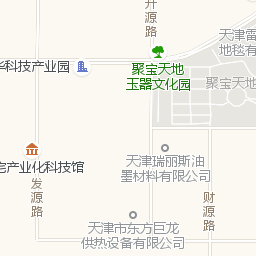 升
源
路
天津雷
地毯有
华科技产业园
聚宝天地
玉器文化园
聚宝天地
宅产业化科技馆
天津瑞丽斯油
墨材料有限公司
发
源
路
财
源
路
天津市东方巨龙
供热设备有限公司